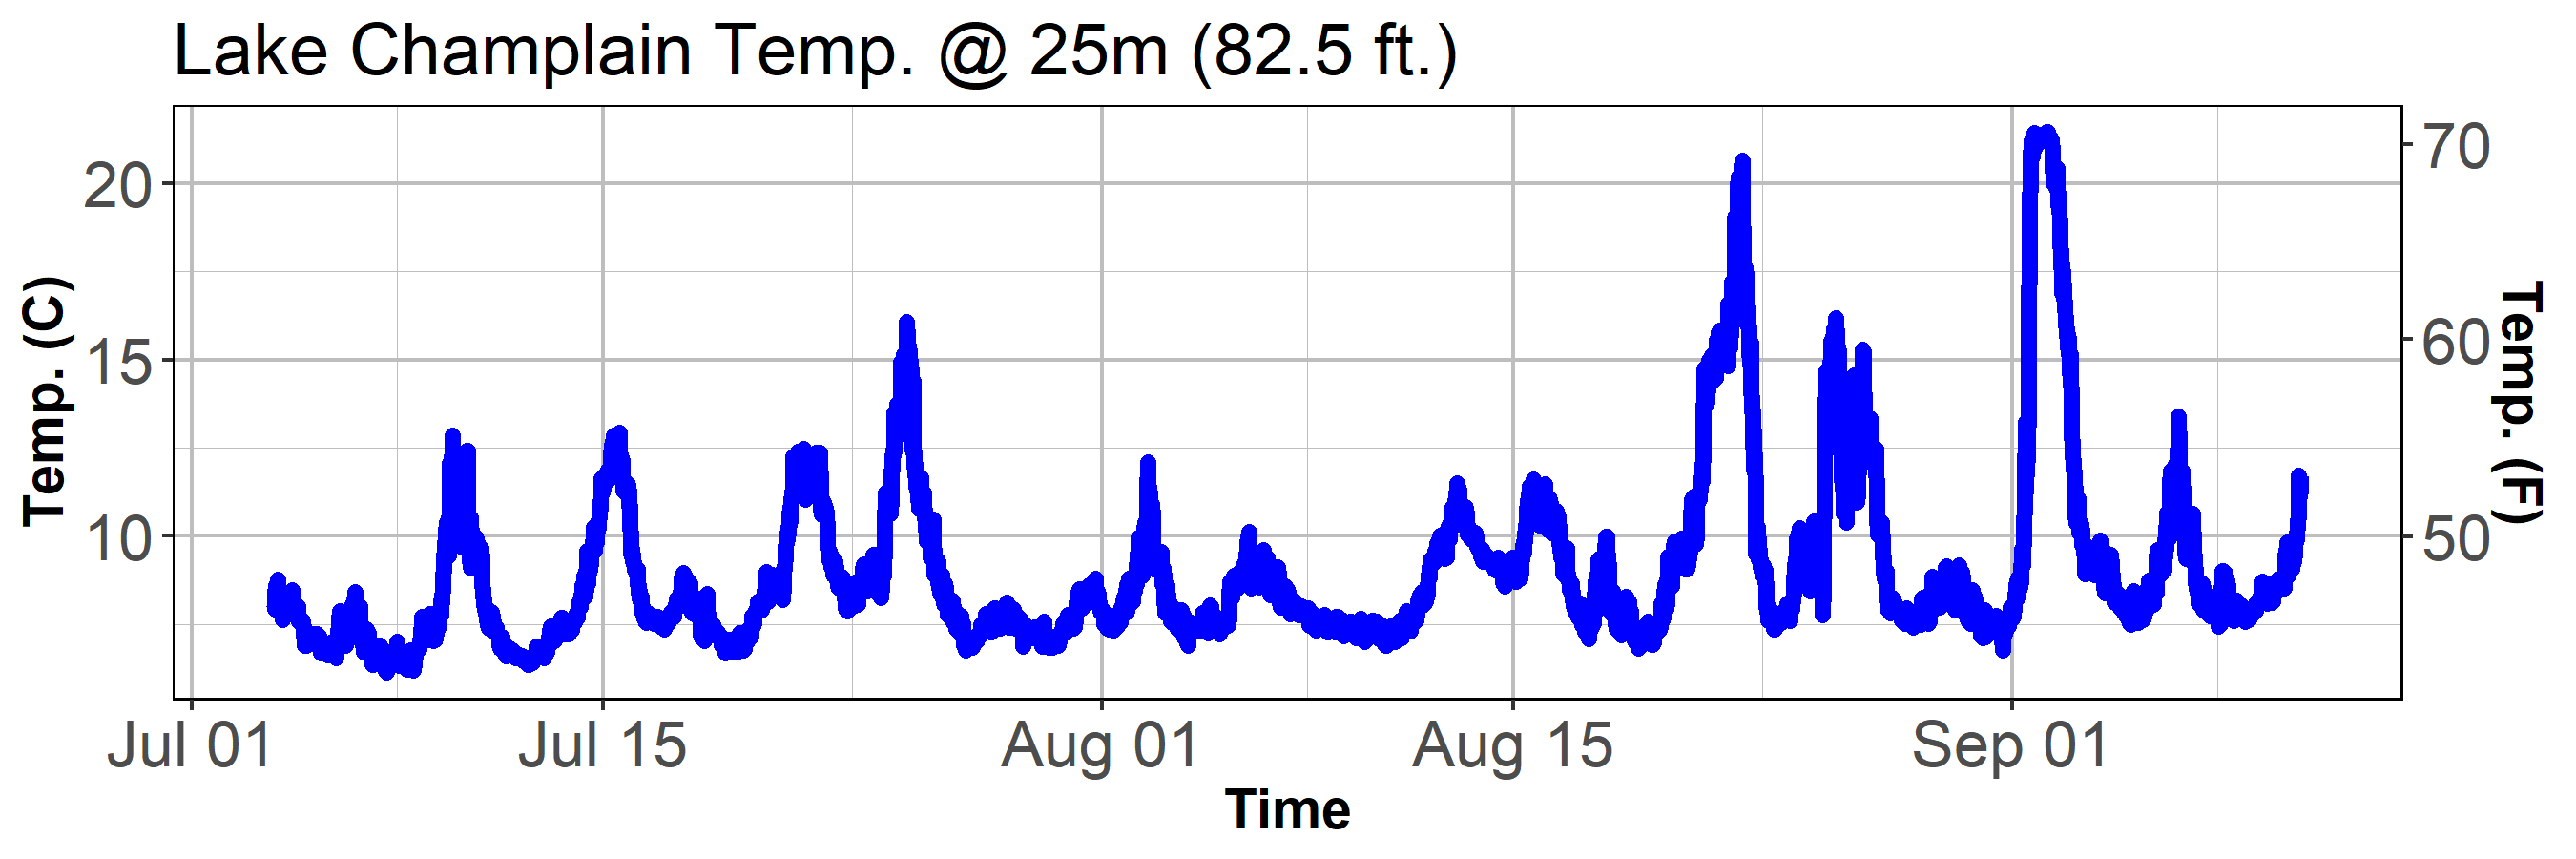 Lake Champlain Temp. @ 25m (82.5 ft.)
Temp. (C)
20
15
10
70
60
50
Temp. (F)
Jul 01
Jul 15
Aug 01
Aug 15
Sep 01
Time